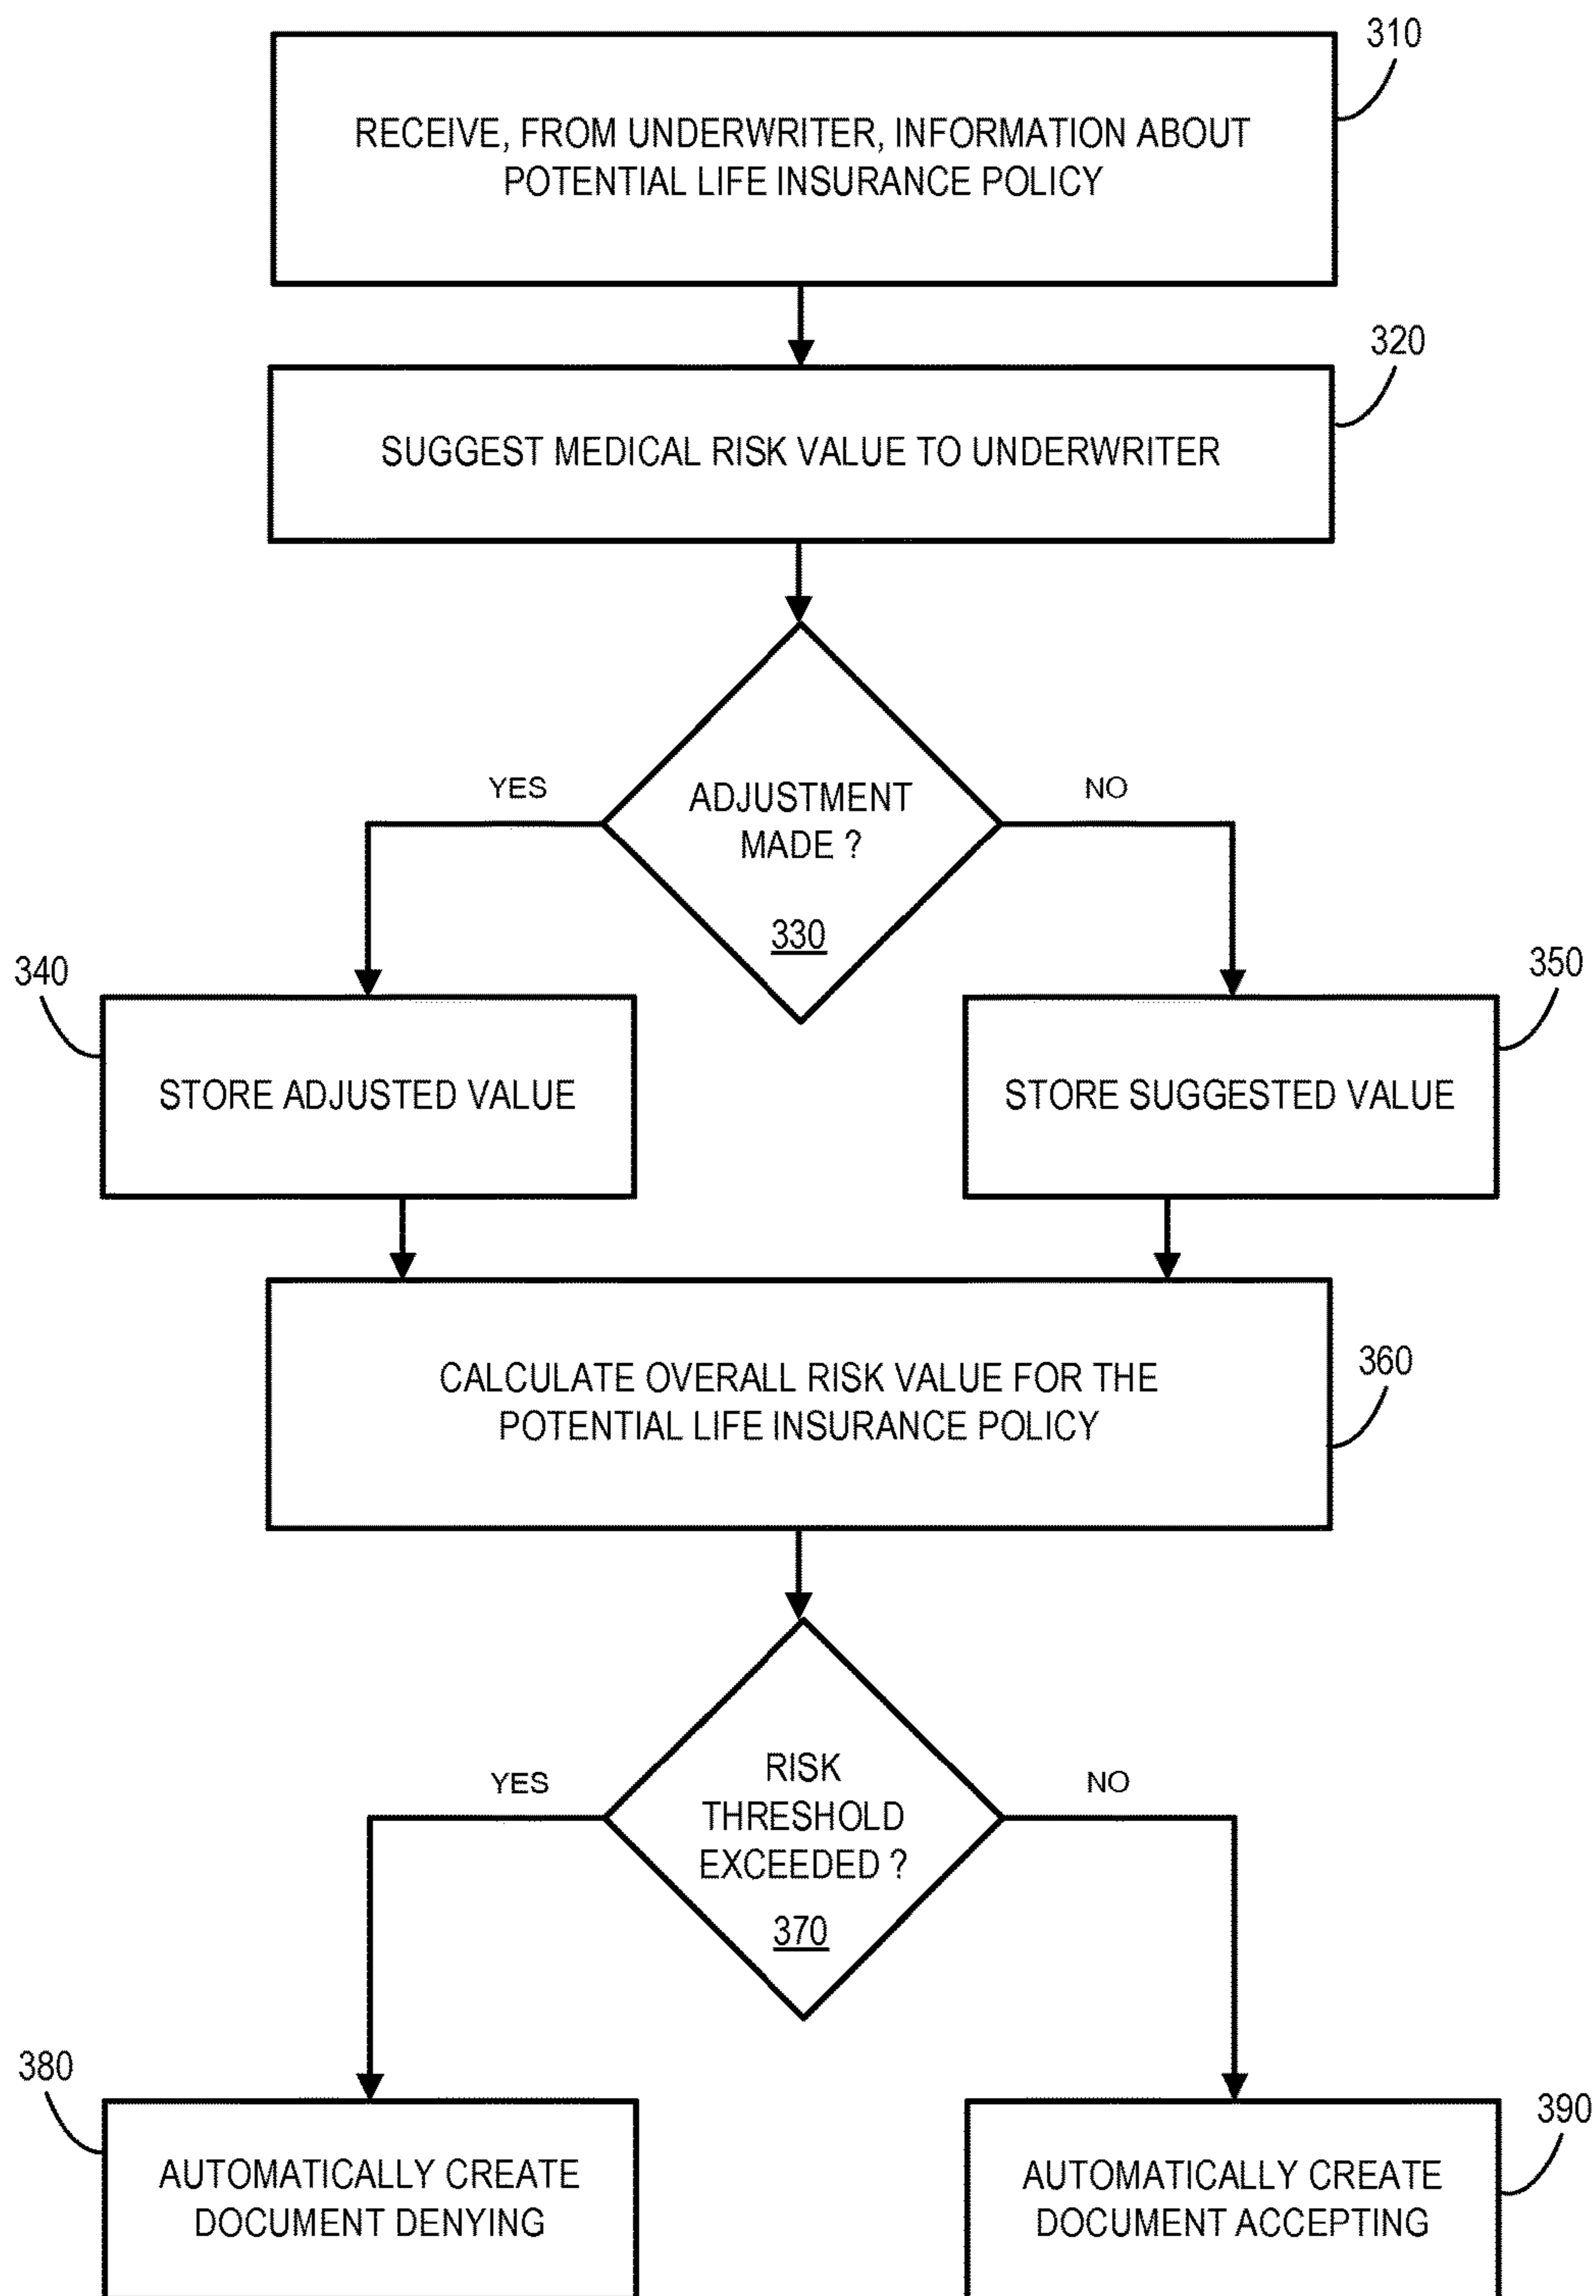 310
RECEIVE, FROM UNDERWRITER, INFORMATION ABOUT
POTENTIAL LIFE INSURANCE POLICY
320
SUGGEST MEDICAL RISK VALUE TO UNDERWRITER
YES
ADJUSTMENT
MADE ?
NO
330
340
350
STORE ADJUSTED VALUE
STORE SUGGESTED VALUE
CALCULATE OVERALL RISK VALUE FOR THE
POTENTIAL LIFE INSURANCE POLICY
360
YES
RISK
THRESHOLD
EXCEEDED ?
NO
370
380
390
AUTOMATICALLY CREATE
DOCUMENT DENYING
AUTOMATICALLY CREATE
DOCUMENT ACCEPTING